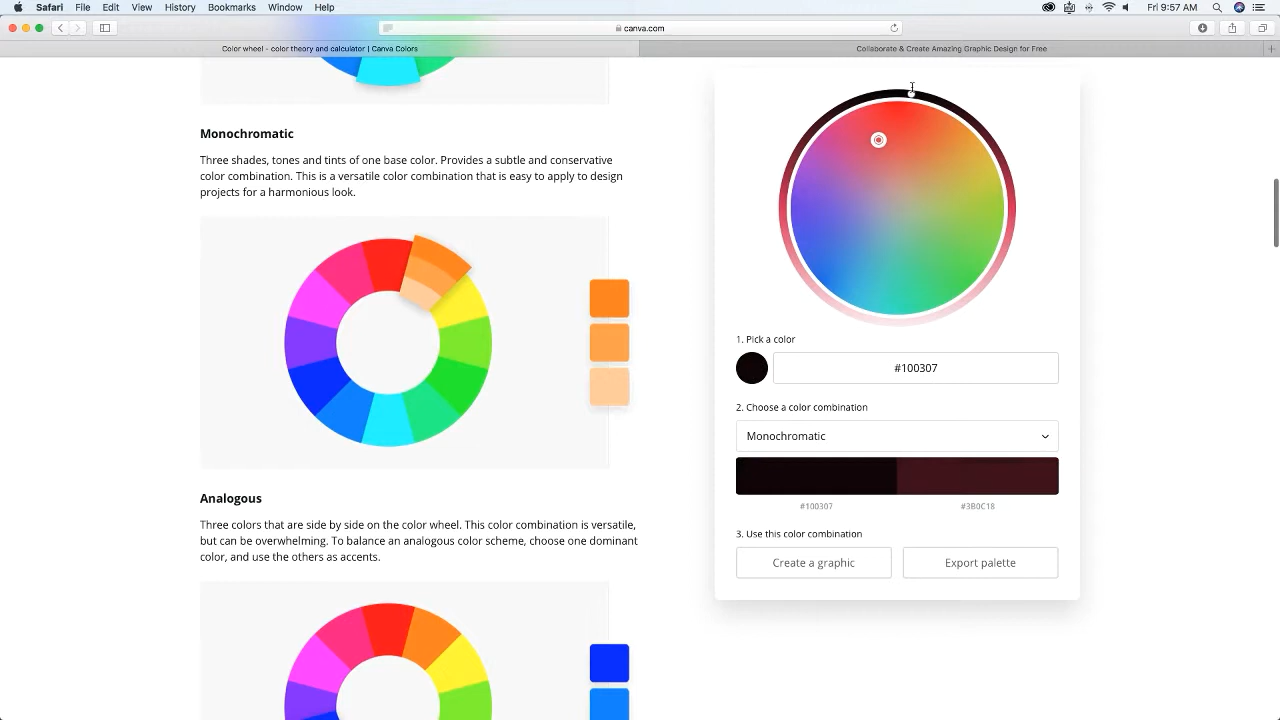 Safari File Edit View History Bookmarks Window Help
Fri 9:57 AM
canva.com
Color wheel - color theory and calculator | Canva Colors
Collaborate & Create Amazing Graphic Design for Free
Monochromatic
Three shades, tones and tints of one base color. Provides a subtle and conservative
color combination. This is a versatile color combination that is easy to apply to design
projects for a harmonious look.
Analogous
Three colors that are side by side on the color wheel. This color combination is versatile,
but can be overwhelming. To balance an analogous color scheme, choose one dominant
color, and use the others as accents.
1. Pick a color
#100307
2. Choose a color combination
Monochromatic
#100307
#3B0C18
3. Use this color combination
Create a graphic
Export palette